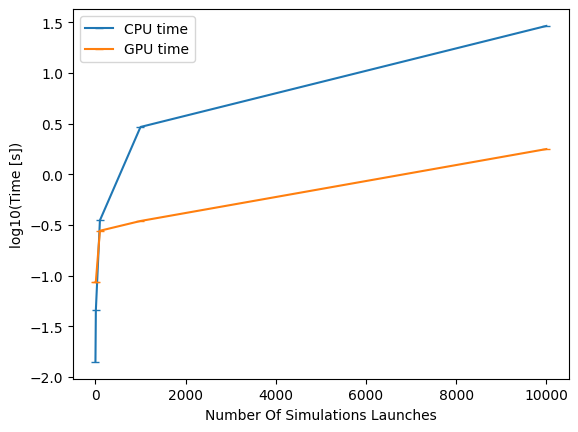 CPU time
GPU time
1.5
1.0
0.5
0.0
−0.5
−1.0
−1.5
−2.0
log10(Time [s])
0 2000 4000 6000 8000 10000
Number Of Simulations Launches